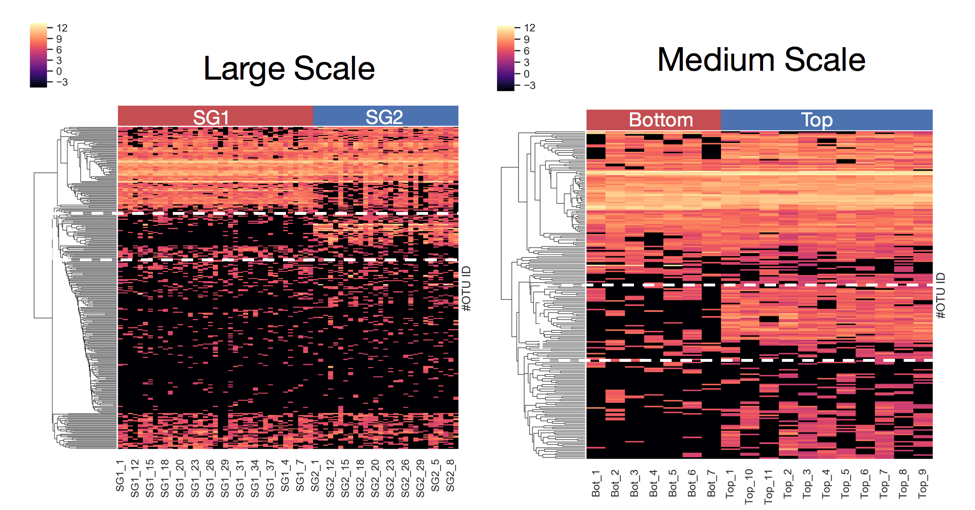 12
9
6
3
0
−3
Large Scale
SG1
SG2
#OTU ID
SG1_1
SG1_12
SG1_15
SG1_18
SG1_20
SG1_23
SG1_26
SG1_29
SG1_31
SG1_34
SG1_37
SG1_4
SG1_7
SG2_1
SG2_12
SG2_15
SG2_18
SG2_20
SG2_23
SG2_26
SG2_29
SG2_5
SG2_8
12
9
6
3
0
−3
Medium Scale
Bottom
Top
#OTU ID
Bot_1
Bot_2
Bot_3
Bot_4
Bot_5
Bot_6
Bot_7
Top_1
Top_10
Top_11
Top_2
Top_3
Top_4
Top_5
Top_6
Top_7
Top_8
Top_9